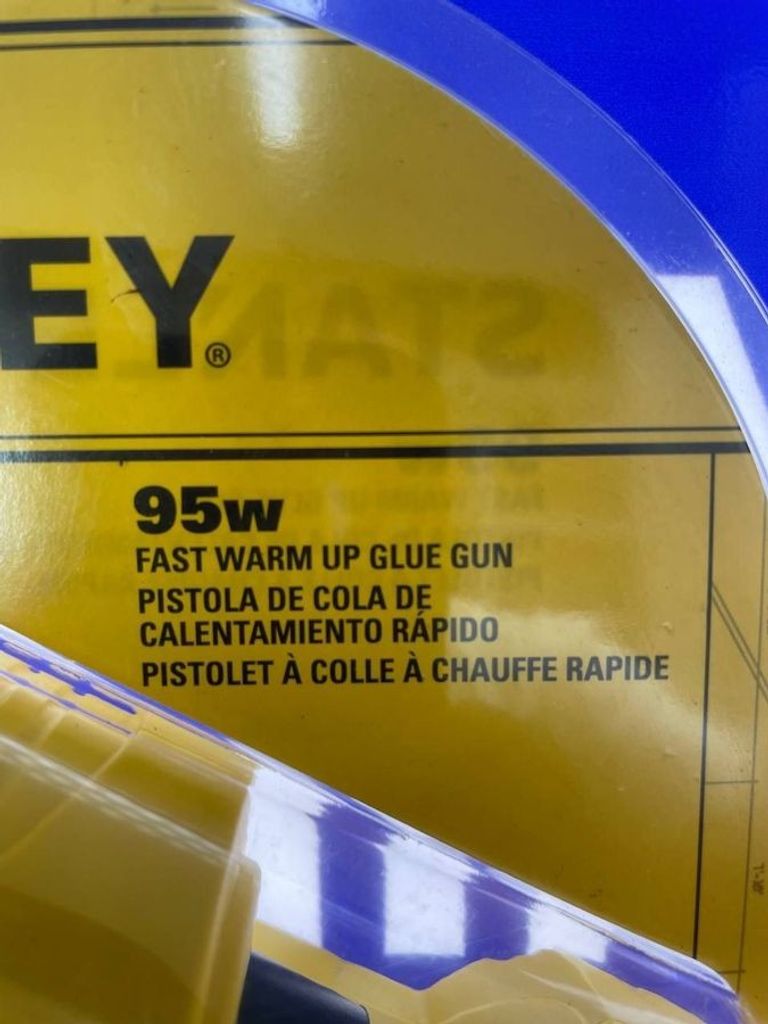 EY®
95w
FAST WARM UP GLUE GUN
PISTOLA DE COLA DE
CALENTAMIENTO RÁPIDO
PISTOLET À COLLE À CHAUFFE RAPIDE